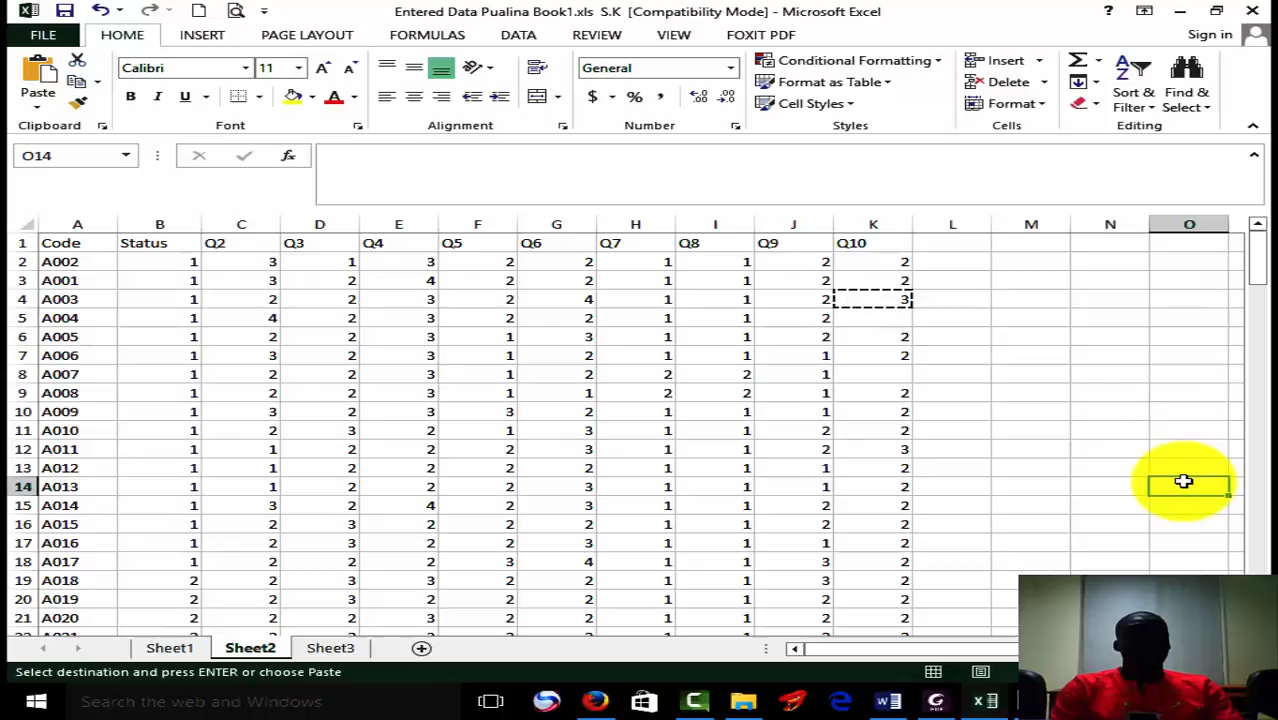 Entered Data Pualina Book1.xls  S.K  [Compatibility Mode] - Microsoft Excel
FILE HOME INSERT PAGE LAYOUT FORMULAS DATA REVIEW VIEW FOXIT PDF Sign in
Paste Calibri 11 General Conditional Formatting Insert
B I U A $ % , Format as Table Delete Sort & Filter Find & Select
Cell Styles Format
Clipboard Font Alignment Number Styles Cells Editing
O14 fx
A B C D E F G H I J K L M N O
1 Code Status Q2 Q3 Q4 Q5 Q6 Q7 Q8 Q9 Q10
2 A002 1 3 1 3 2 2 1 1 2 2
3 A001 1 3 2 4 2 2 1 1 2 2
4 A003 1 2 2 3 2 4 1 1 2 3
5 A004 1 4 2 3 2 2 1 1 2
6 A005 1 2 2 3 1 3 1 1 2 2
7 A006 1 3 2 3 1 2 1 1 1 2
8 A007 1 2 2 3 1 2 2 2 1
9 A008 1 2 2 3 1 1 2 2 1 2
10 A009 1 3 2 3 3 2 1 1 1 2
11 A010 1 2 3 2 1 3 1 1 2 2
12 A011 1 1 2 2 2 2 1 1 2 3
13 A012 1 1 2 2 2 2 1 1 1 2
14 A013 1 1 2 2 2 3 1 1 1 2
15 A014 1 3 2 4 2 3 1 1 2 2
16 A015 1 2 3 2 2 2 1 1 2 2
17 A016 1 2 3 2 2 3 1 1 1 2
18 A017 1 2 2 2 3 4 1 1 3 2
19 A018 2 2 3 3 2 2 1 1 3 2
20 A019 2 2 3 2 2 2 1 1 2 2
21 A020 2 2 2 3 2 2 1 1 2 2
Sheet1 Sheet2 Sheet3
Select destination and press ENTER or choose Paste
Search the web and Windows